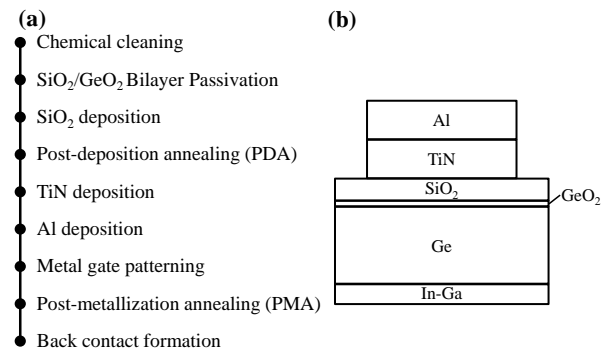 (a)
Chemical cleaning
SiO₂/GeO₂ Bilayer Passivation
SiO₂ deposition
Post-deposition annealing (PDA)
TiN deposition
Al deposition
Metal gate patterning
Post-metallization annealing (PMA)
Back contact formation
(b)
Al
TiN
SiO₂
GeO₂
Ge
In-Ga